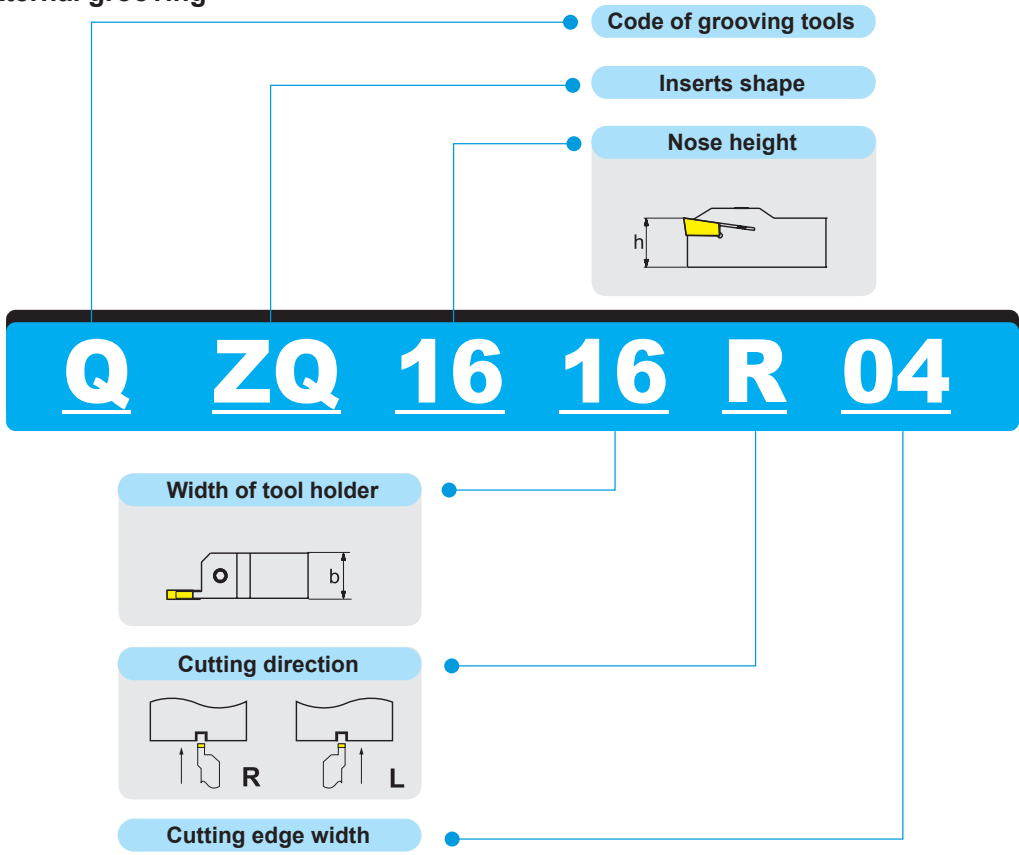 Code of grooving tools
Inserts shape
Nose height
h
Q ZQ 16 16 R 04
Width of tool holder
b
Cutting direction
R L
Cutting edge width